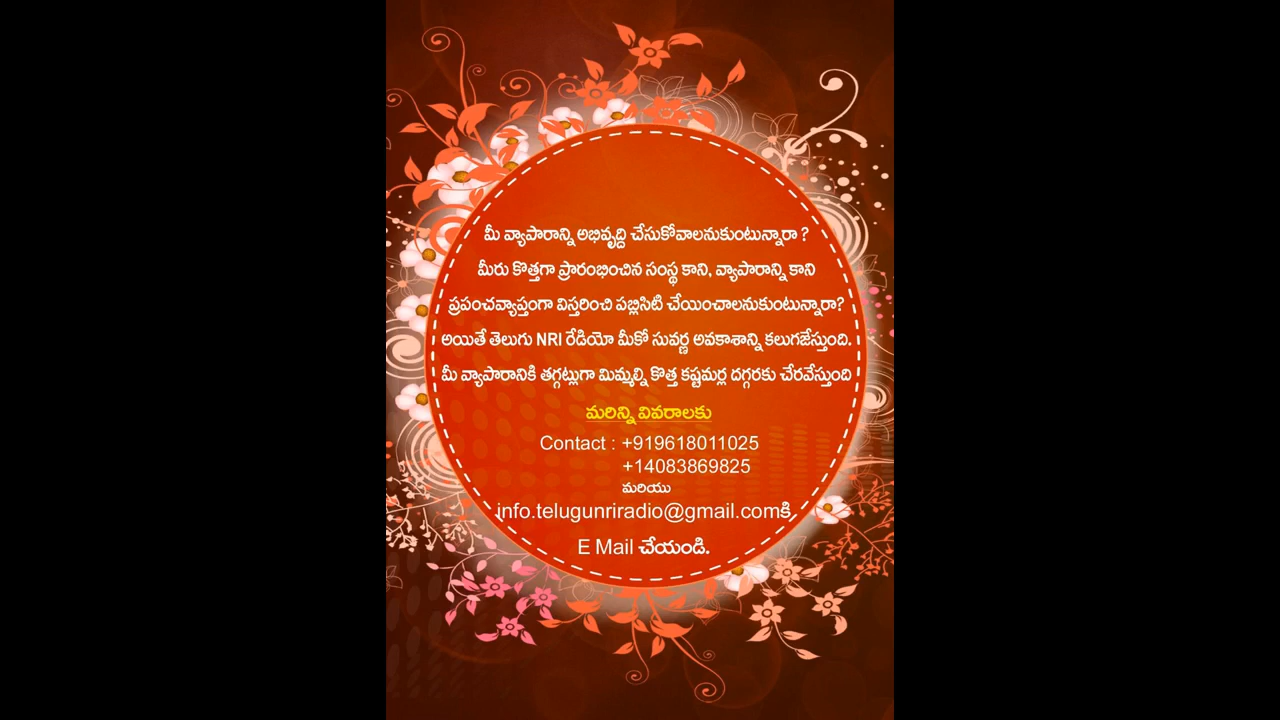 మీ వ్యాపారాన్ని అభివృద్ది చేసుకోవాలనుకుంటున్నారా ?
మీరు కొత్తగా ప్రారంభించిన సంస్థ కాని, వ్యాపారాన్ని కాని
ప్రపంచవ్యాప్తంగా విస్తరించి పబ్లిసిటి చేయించాలనుకుంటున్నారా?
అయితే తెలుగు NRI రేడియో మీకో సువర్ణ అవకాశాన్ని కలుగజేస్తుంది.
మీ వ్యాపారానికి తగ్గట్లుగా మిమ్మల్ని కొత్త కష్టమర్ల దగ్గరకు చేరవేస్తుంది
మరిన్ని వివరాలకు
Contact : +919618011025
+14083869825
మరియు
info.telugunriradio@gmail.comకి
E Mail చేయండి.